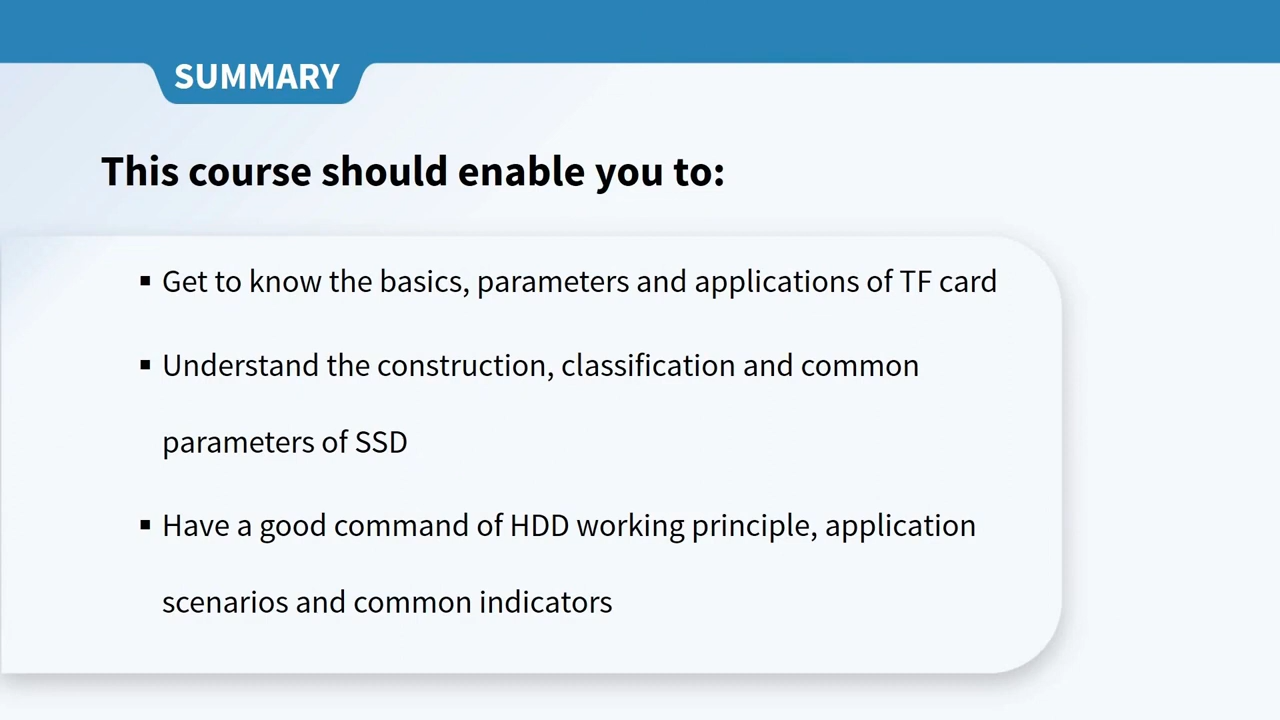 SUMMARY
This course should enable you to:
▪ Get to know the basics, parameters and applications of TF card
▪ Understand the construction, classification and common
parameters of SSD
▪ Have a good command of HDD working principle, application
scenarios and common indicators